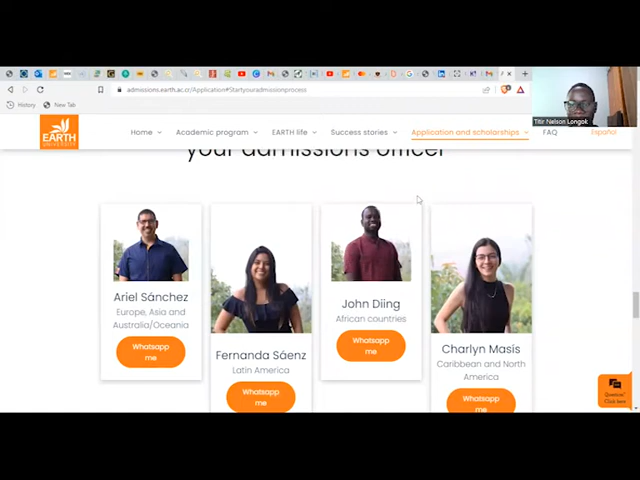 admissions.earth.ac.cr/Application#Startyouradmissionprocess
History
New Tab
Titir Nelson Longok
EARTH
UNIVERSITY
Home
Academic program
EARTH life
Success stories
Application and scholarships
FAQ
Español
your admissions officer
Ariel Sánchez
Europe, Asia and
Australia/Oceania
Whatsapp
me
Fernanda Sáenz
Latin America
Whatsapp
me
John Diing
African countries
Whatsapp
me
Charlyn Masís
Caribbean and North
America
Whatsapp
me
Question?
Click here